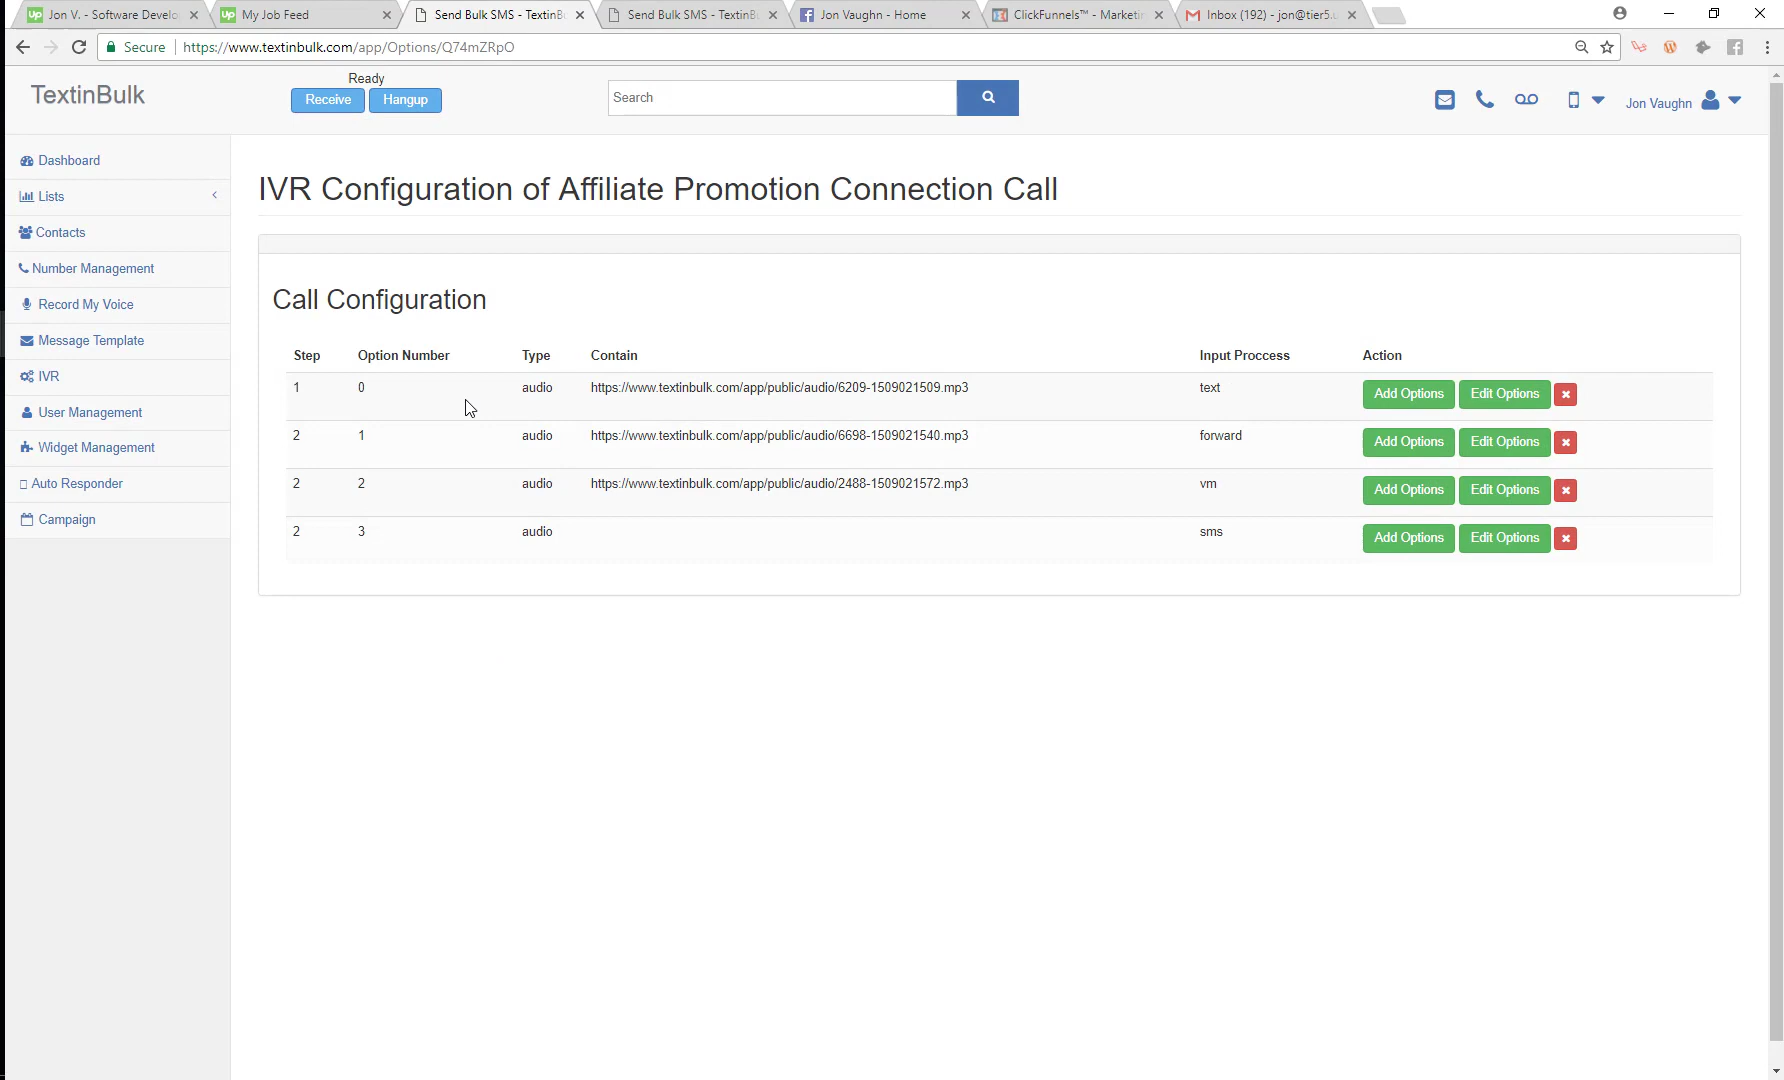 Jon V. - Software Develo
My Job Feed
Send Bulk SMS - TextinB
Send Bulk SMS - TextinB
Jon Vaughn - Home
ClickFunnels™ - Marketin
Inbox (192) - jon@tier5.u
Secure
https://www.textinbulk.com/app/Options/Q74mZRpO
TextinBulk
Ready
Receive
Hangup
Search
Jon Vaughn
Dashboard
Lists
Contacts
Number Management
Record My Voice
Message Template
IVR
User Management
Widget Management
Auto Responder
Campaign
IVR Configuration of Affiliate Promotion Connection Call
Call Configuration
Step Option Number Type Contain Input Proccess Action
1 0 audio https://www.textinbulk.com/app/public/audio/6209-1509021509.mp3 text Add Options Edit Options
2 1 audio https://www.textinbulk.com/app/public/audio/6698-1509021540.mp3 forward Add Options Edit Options
2 2 audio https://www.textinbulk.com/app/public/audio/2488-1509021572.mp3 vm Add Options Edit Options
2 3 audio sms Add Options Edit Options